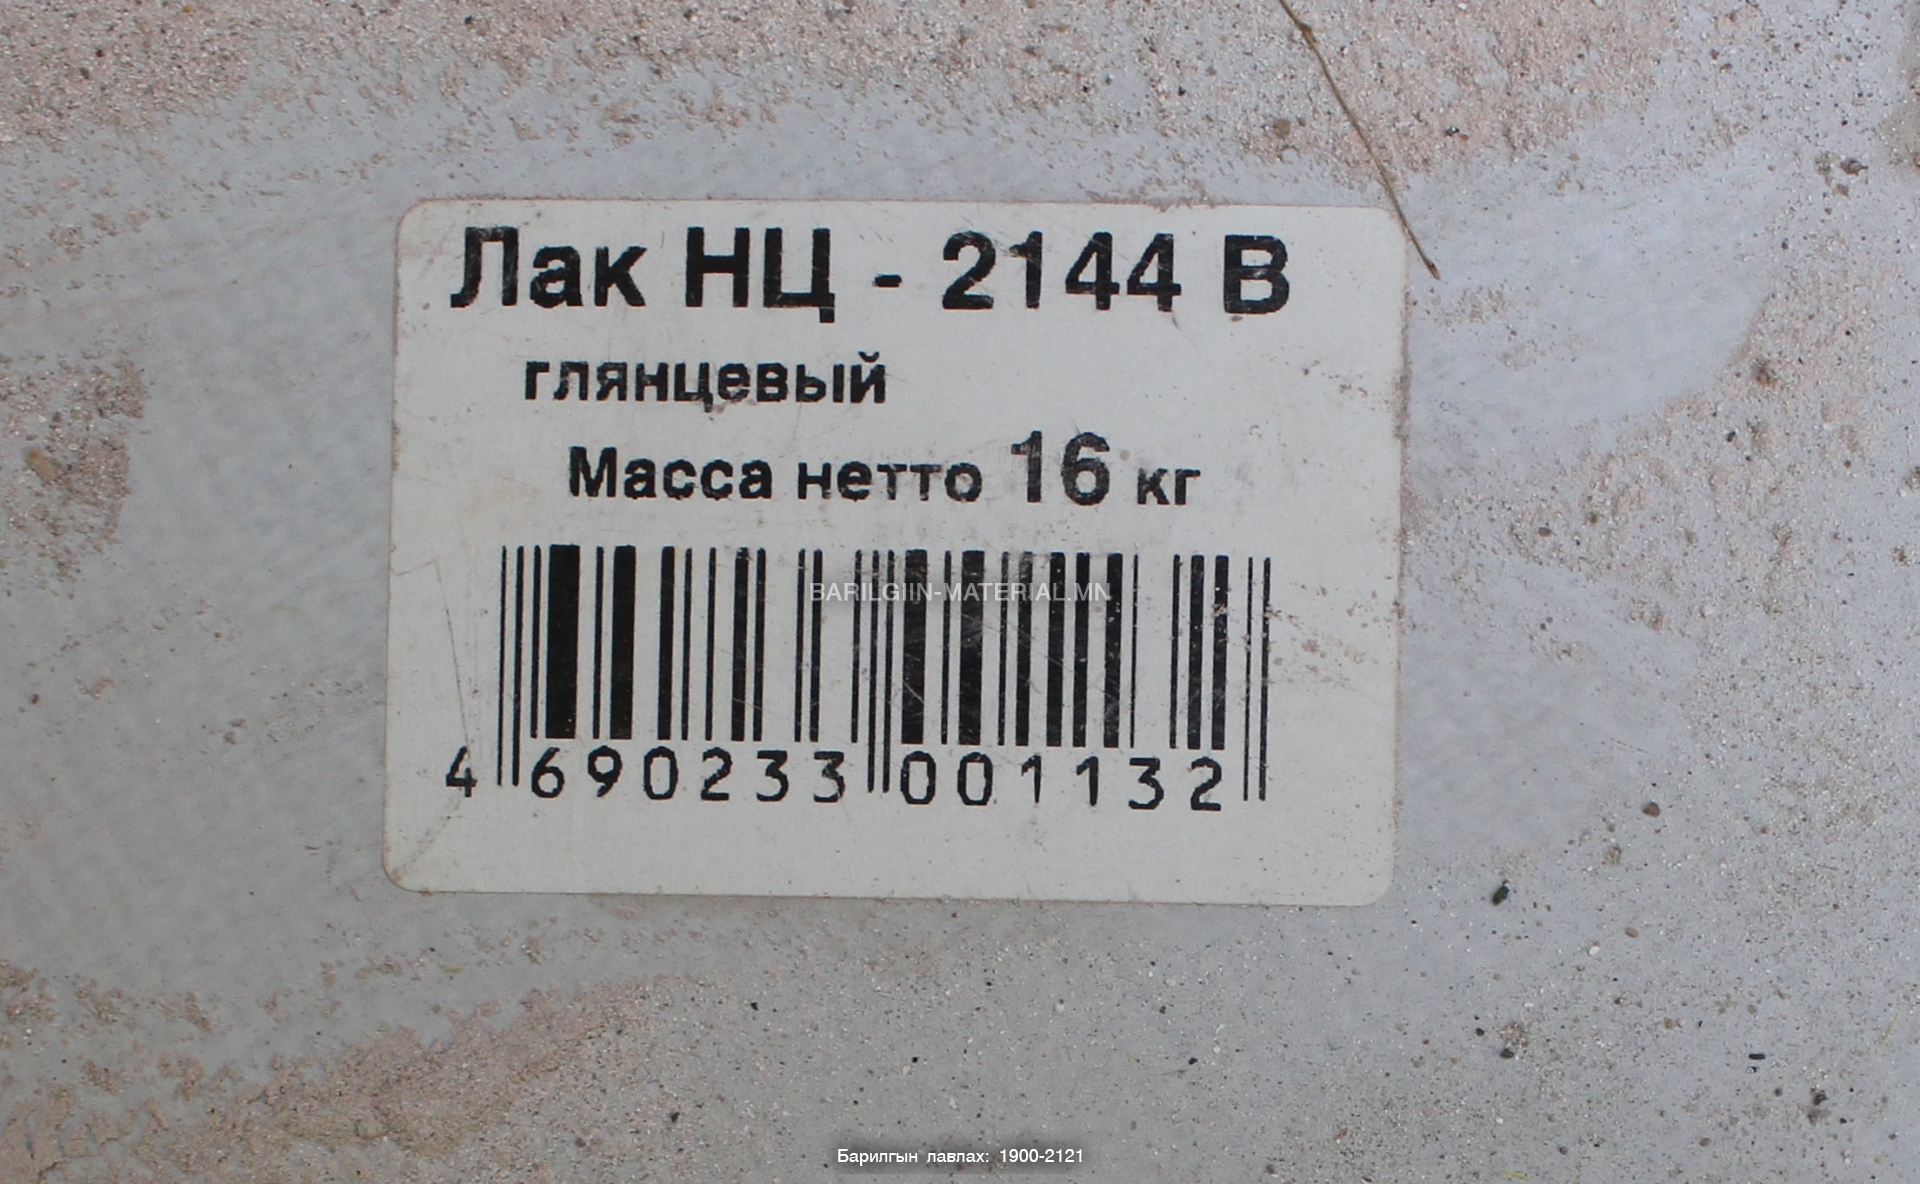 Лак НЦ - 2144 В
глянцевый
Масса нетто 16 кг
BARILGIIN-MATERIAL.MN
4 690233 001132
Барилгын лавлах: 1900-2121